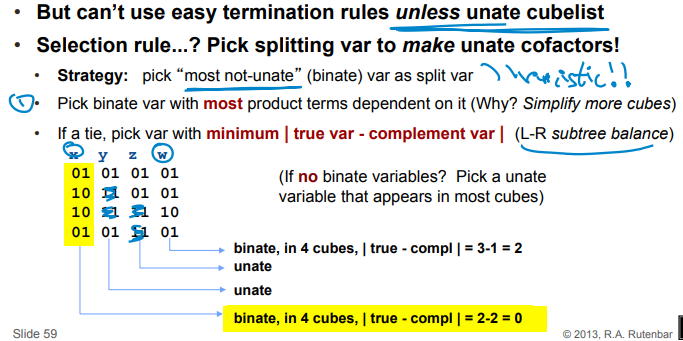 • But can't use easy termination rules unless unate cubelist
• Selection rule...? Pick splitting var to make unate cofactors!
• Strategy: pick "most not-unate" (binate) var as split var
• Pick binate var with most product terms dependent on it (Why? Simplify more cubes)
• If a tie, pick var with minimum | true var - complement var | (L-R subtree balance)
x y z w
01 01 01 01
10 11 01 01
10 11 11 10
01 01 11 01
(If no binate variables? Pick a unate
variable that appears in most cubes)
binate, in 4 cubes, | true - compl | = 3-1 = 2
unate
unate
binate, in 4 cubes, | true - compl | = 2-2 = 0
Slide 59
© 2013, R.A. Rutenbar